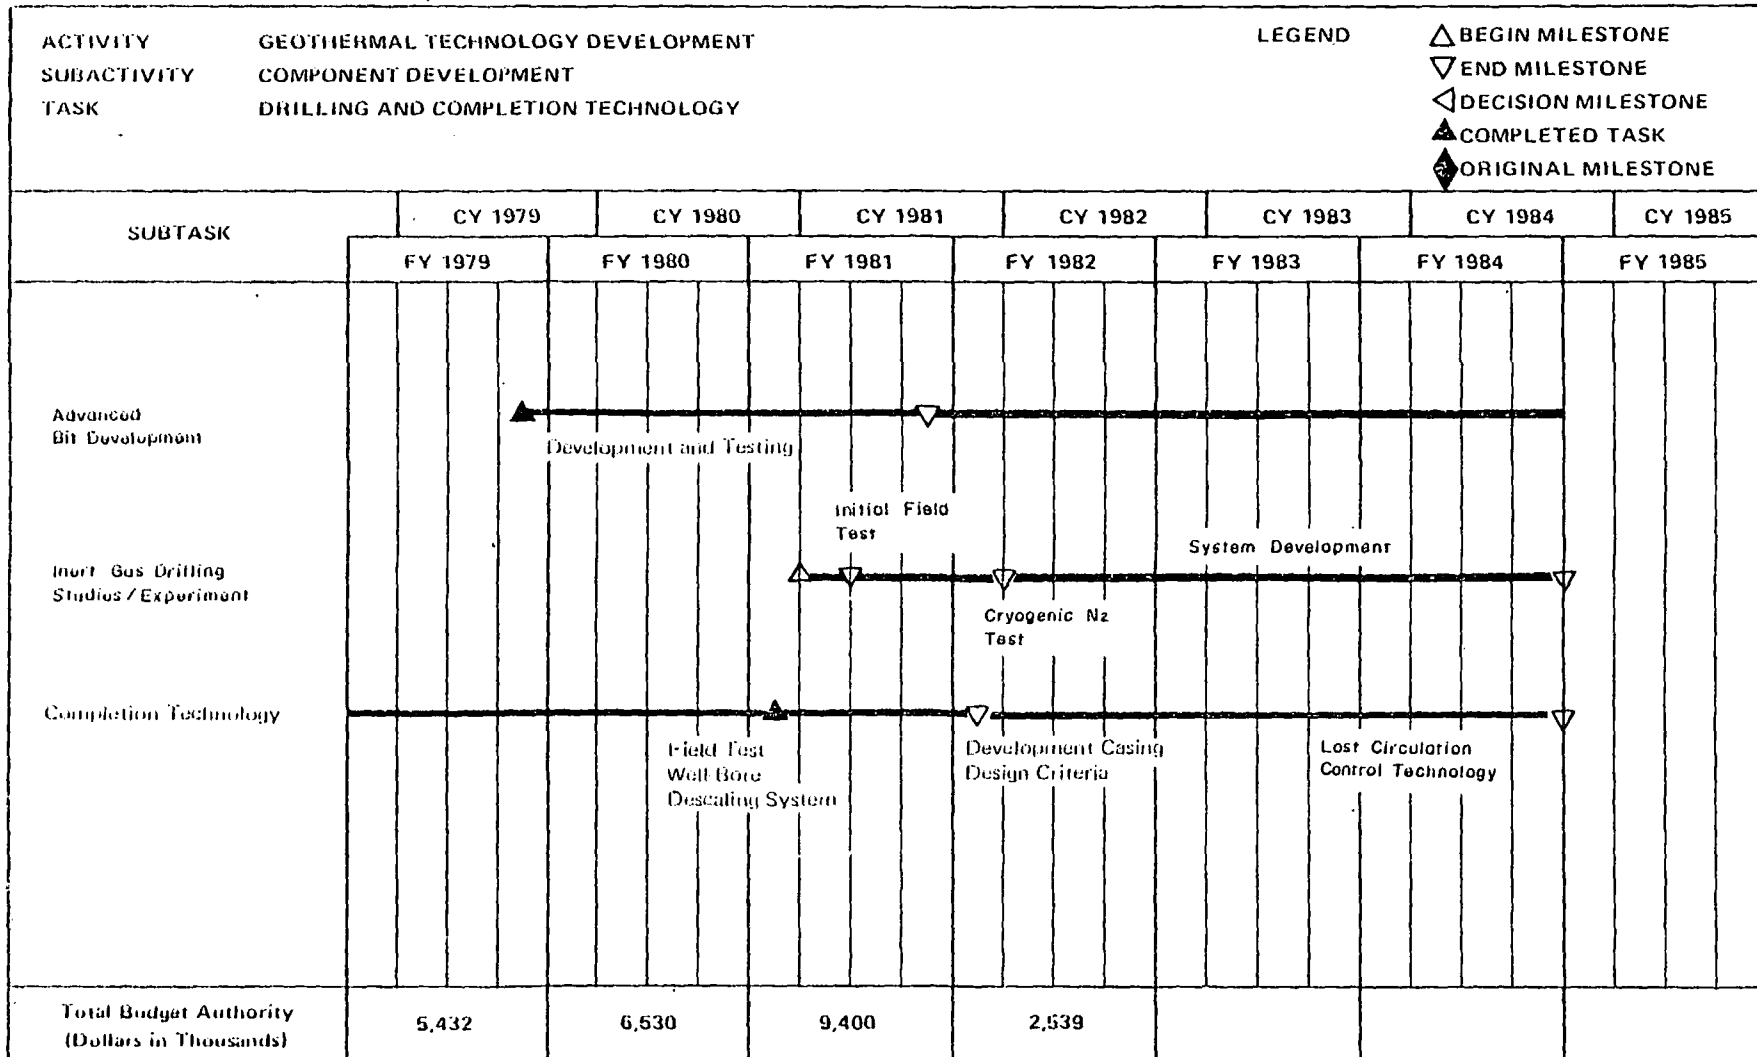 ACTIVITY GEOTHERMAL TECHNOLOGY DEVELOPMENT
SUBACTIVITY COMPONENT DEVELOPMENT
TASK DRILLING AND COMPLETION TECHNOLOGY
LEGEND
BEGIN MILESTONE
END MILESTONE
DECISION MILESTONE
COMPLETED TASK
ORIGINAL MILESTONE
SUBTASK
CY 1979 CY 1980 CY 1981 CY 1982 CY 1983 CY 1984 CY 1985
FY 1979 FY 1980 FY 1981 FY 1982 FY 1983 FY 1984 FY 1985
Advanced
Bit Development
Development and Testing
Initial Field
Test
System Development
Inert Gas Drilling
Studies/Experiment
Cryogenic N2
Test
Completion Technology
Field Test
Well Bore
Descaling System
Development Casing
Design Criteria
Lost Circulation
Control Technology
Total Budget Authority
(Dollars in Thousands)
5,432 6,530 9,400 2,539